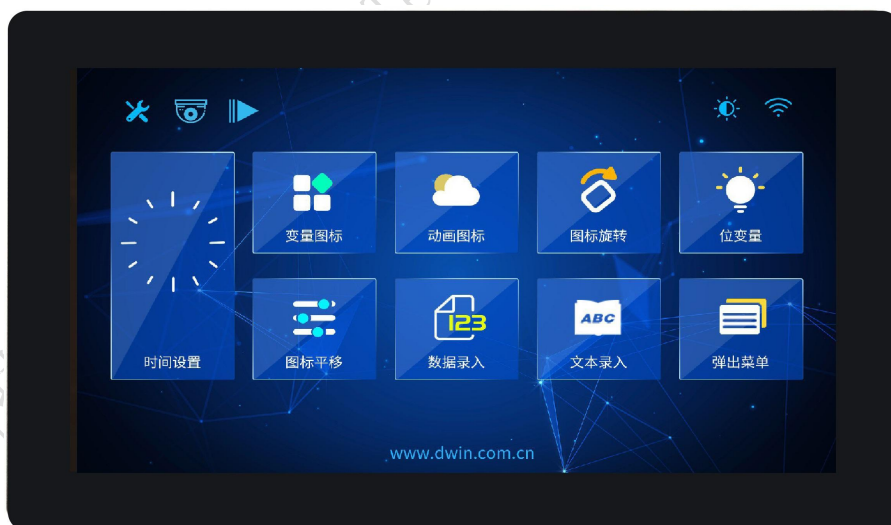 变量图标
动画图标
图标旋转
位变量
时间设置
图标平移
123
数据录入
ABC
文本录入
弹出菜单
www.dwin.com.cn